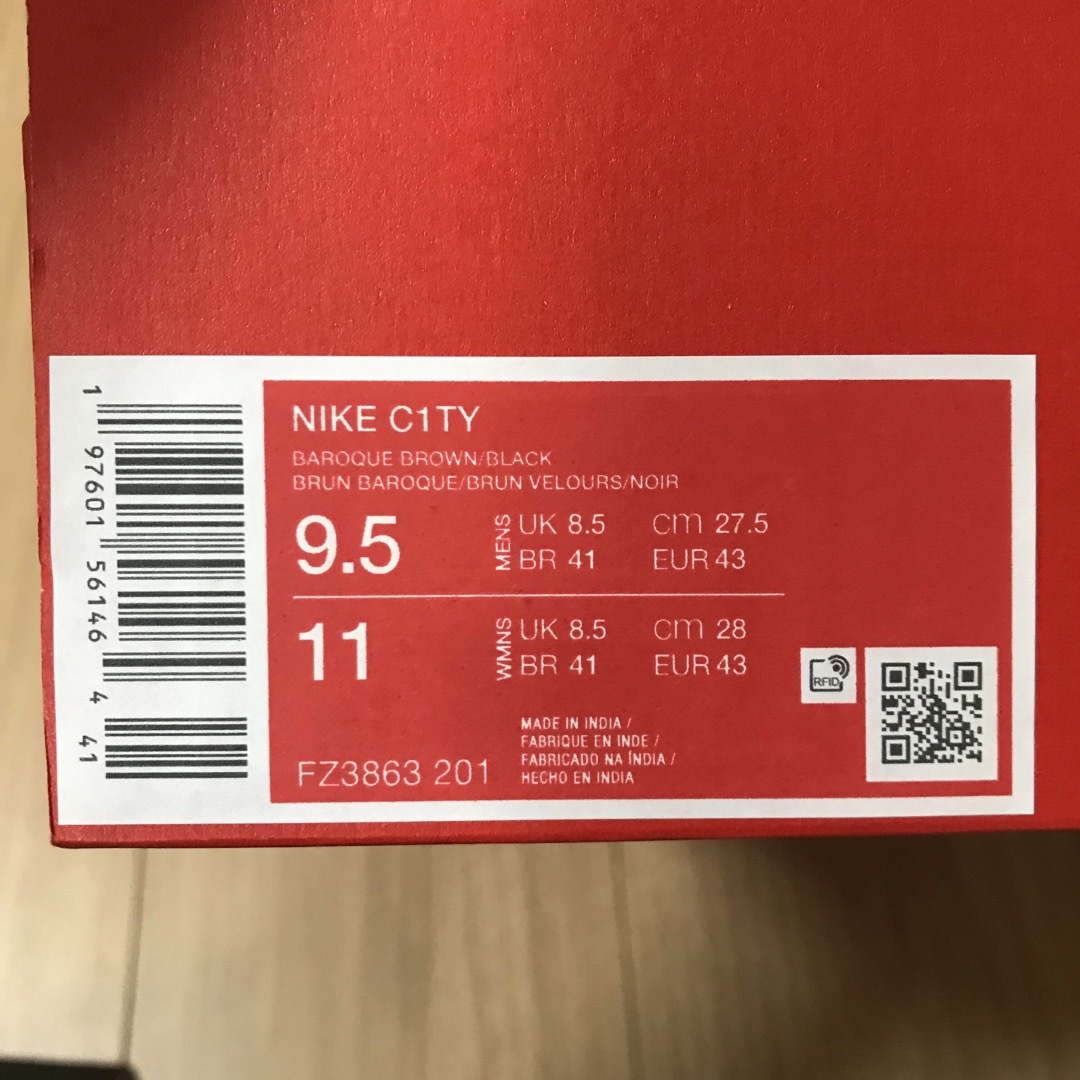 NIKE C1TY
BAROQUE BROWN/BLACK
BRUN BAROQUE/BRUN VELOURS/NOIR
9.5
MENS
UK 8.5 cm 27.5
BR 41 EUR 43
11
WMNS
UK 8.5 cm 28
BR 41 EUR 43
MADE IN INDIA /
FABRIQUE EN INDE /
FABRICADO NA ÍNDIA /
HECHO EN INDIA
FZ3863 201
RFID
1 97601 56146 4 41